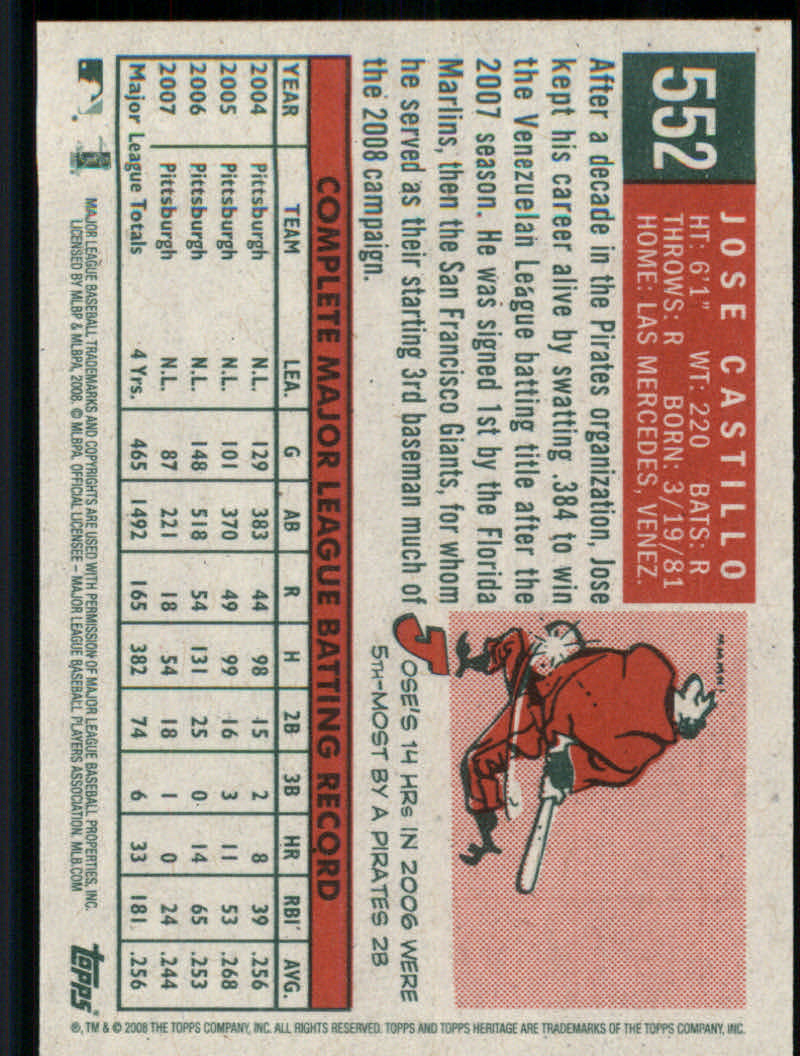 552
JOSE CASTILLO
HT: 6'1" WT: 220 BATS: R
THROWS: R BORN: 3/19/81
HOME: LAS MERCEDES, VENEZ.
After a decade in the Pirates organization, Jose
kept his career alive by swatting .384 to win
the Venezuelan League batting title after the
2007 season. He was signed 1st by the Florida
Marlins, then the San Francisco Giants, for whom
he served as their starting 3rd baseman much of
the 2008 campaign.
JOSE'S 14 HRs IN 2006 WERE
5TH-MOST BY A PIRATES 2B
COMPLETE MAJOR LEAGUE BATTING RECORD
YEAR TEAM LEA. G AB R H 2B 3B HR RBI AVG.
2004 Pittsburgh N.L. 129 383 44 98 15 2 8 39 .256
2005 Pittsburgh N.L. 101 370 49 99 16 3 11 53 .268
2006 Pittsburgh N.L. 148 518 54 131 25 0 14 65 .253
2007 Pittsburgh N.L. 87 221 18 54 18 1 0 24 .244
Major League Totals 4 Yrs. 465 1492 165 382 74 6 33 181 .256
MAJOR LEAGUE BASEBALL TRADEMARKS AND COPYRIGHTS ARE USED WITH PERMISSION OF MAJOR LEAGUE BASEBALL PROPERTIES, INC.
LICENSED BY MLBP & MLBPA, 2008. © MLBPA. OFFICIAL LICENSEE – MAJOR LEAGUE BASEBALL PLAYERS ASSOCIATION. MLB.COM
topps
®, TM & © 2008 THE TOPPS COMPANY, INC. ALL RIGHTS RESERVED. TOPPS AND TOPPS HERITAGE ARE TRADEMARKS OF THE TOPPS COMPANY, INC.